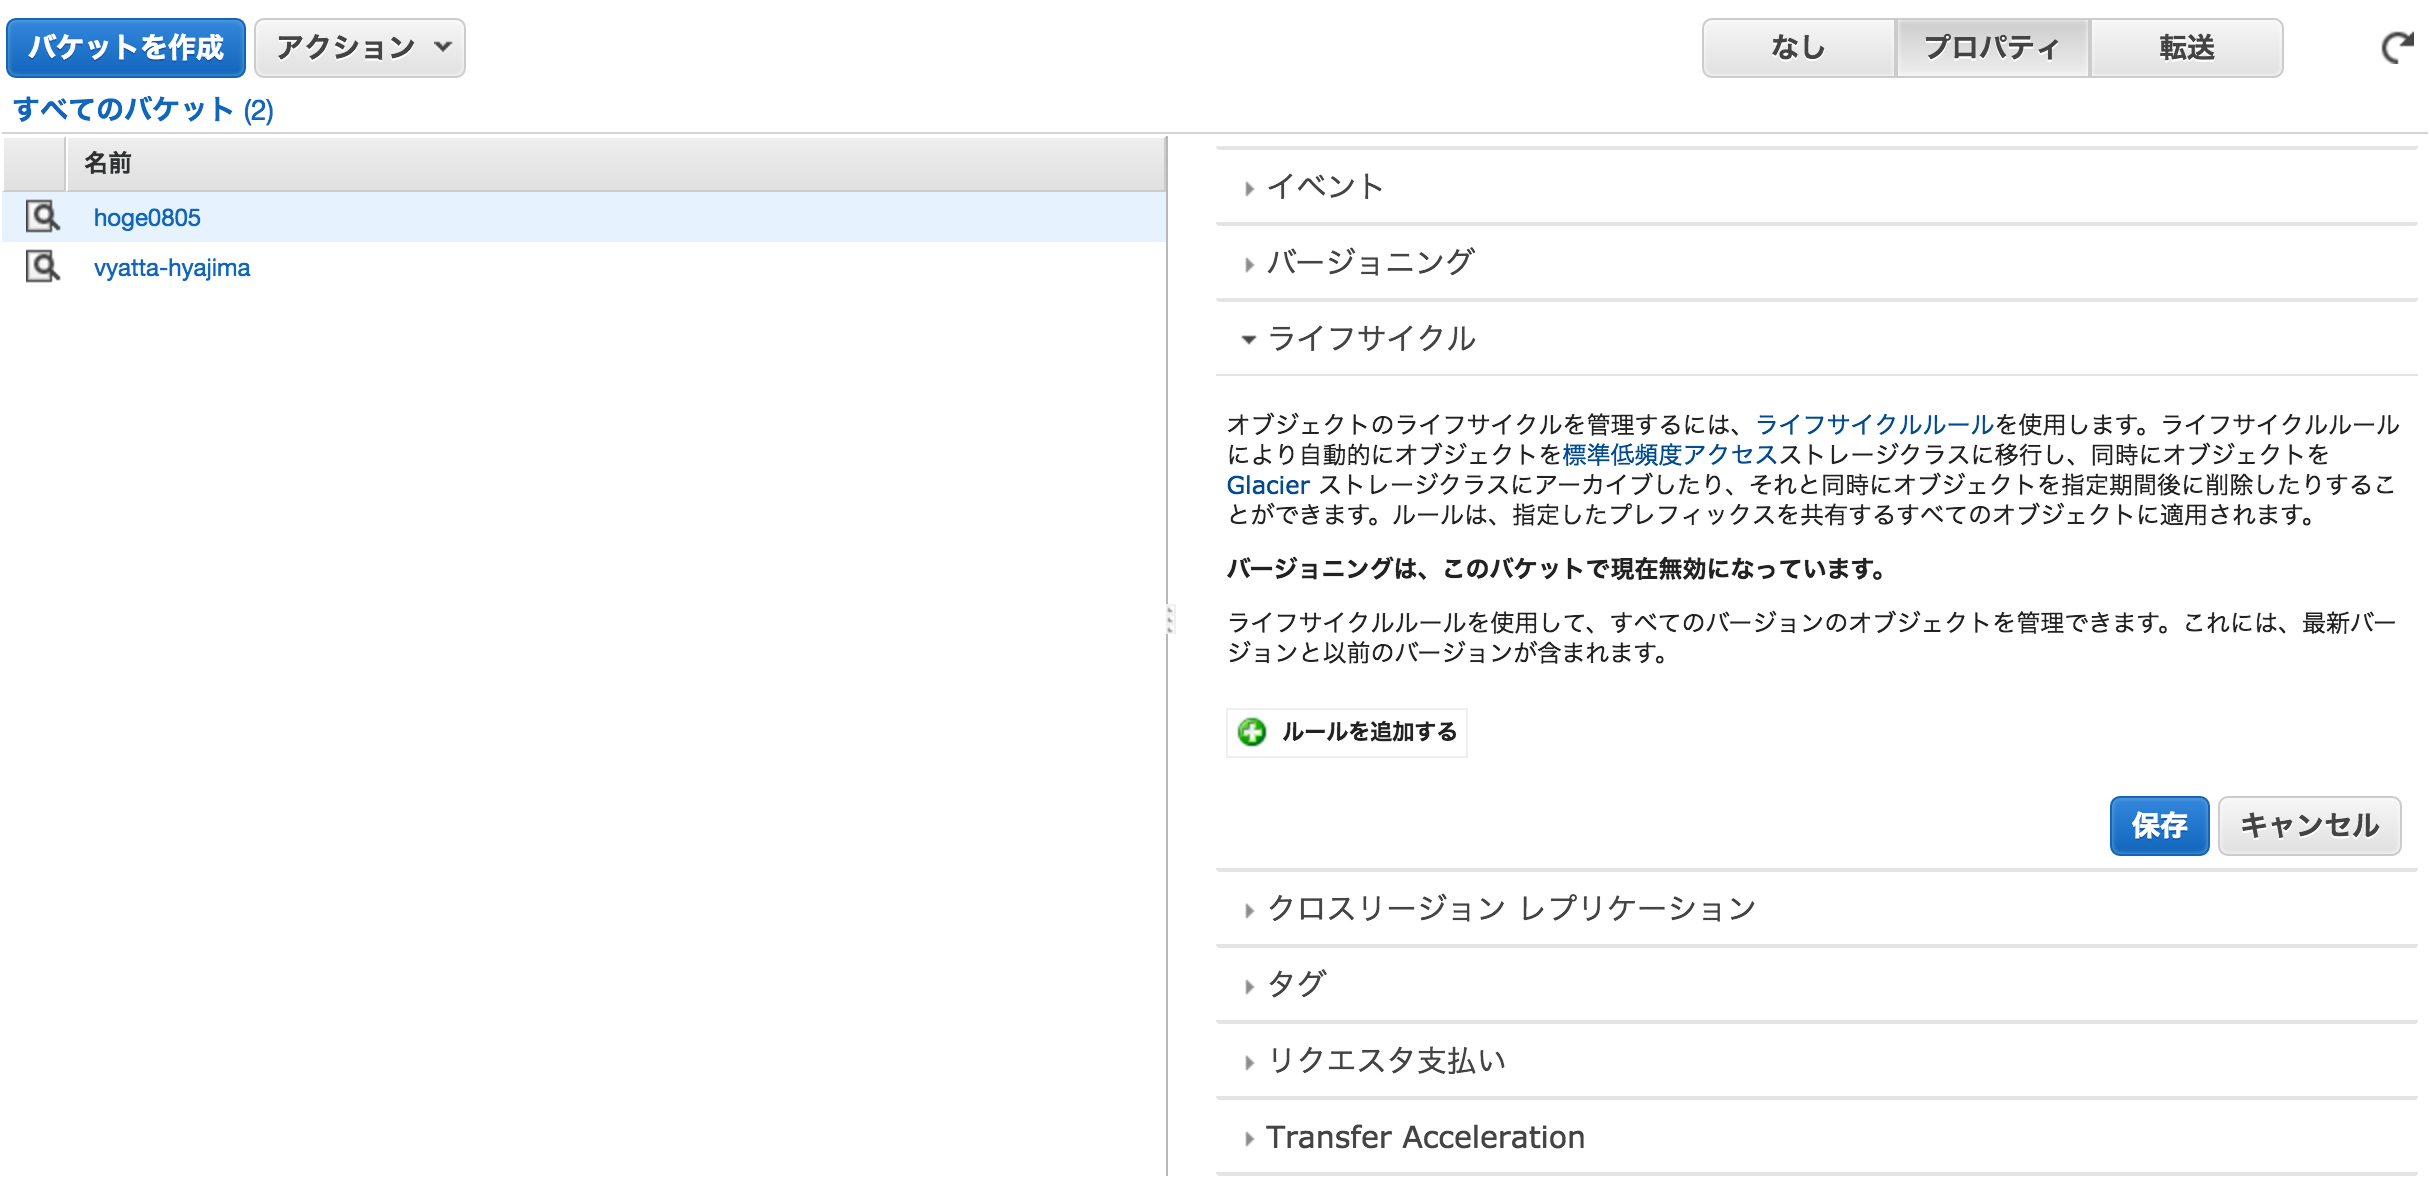 バケットを作成 アクション なし プロパティ 転送
すべてのバケット (2)
名前
hoge0805
vyatta-hyajima
イベント
バージョニング
ライフサイクル
オブジェクトのライフサイクルを管理するには、ライフサイクルルールを使用します。ライフサイクルルール
により自動的にオブジェクトを標準低頻度アクセスストレージクラスに移行し、同時にオブジェクトを
Glacier ストレージクラスにアーカイブしたり、それと同時にオブジェクトを指定期間後に削除したりするこ
とができます。ルールは、指定したプレフィックスを共有するすべてのオブジェクトに適用されます。
バージョニングは、このバケットで現在無効になっています。
ライフサイクルルールを使用して、すべてのバージョンのオブジェクトを管理できます。これには、最新バー
ジョンと以前のバージョンが含まれます。
ルールを追加する
保存 キャンセル
クロスリージョン レプリケーション
タグ
リクエスタ支払い
Transfer Acceleration